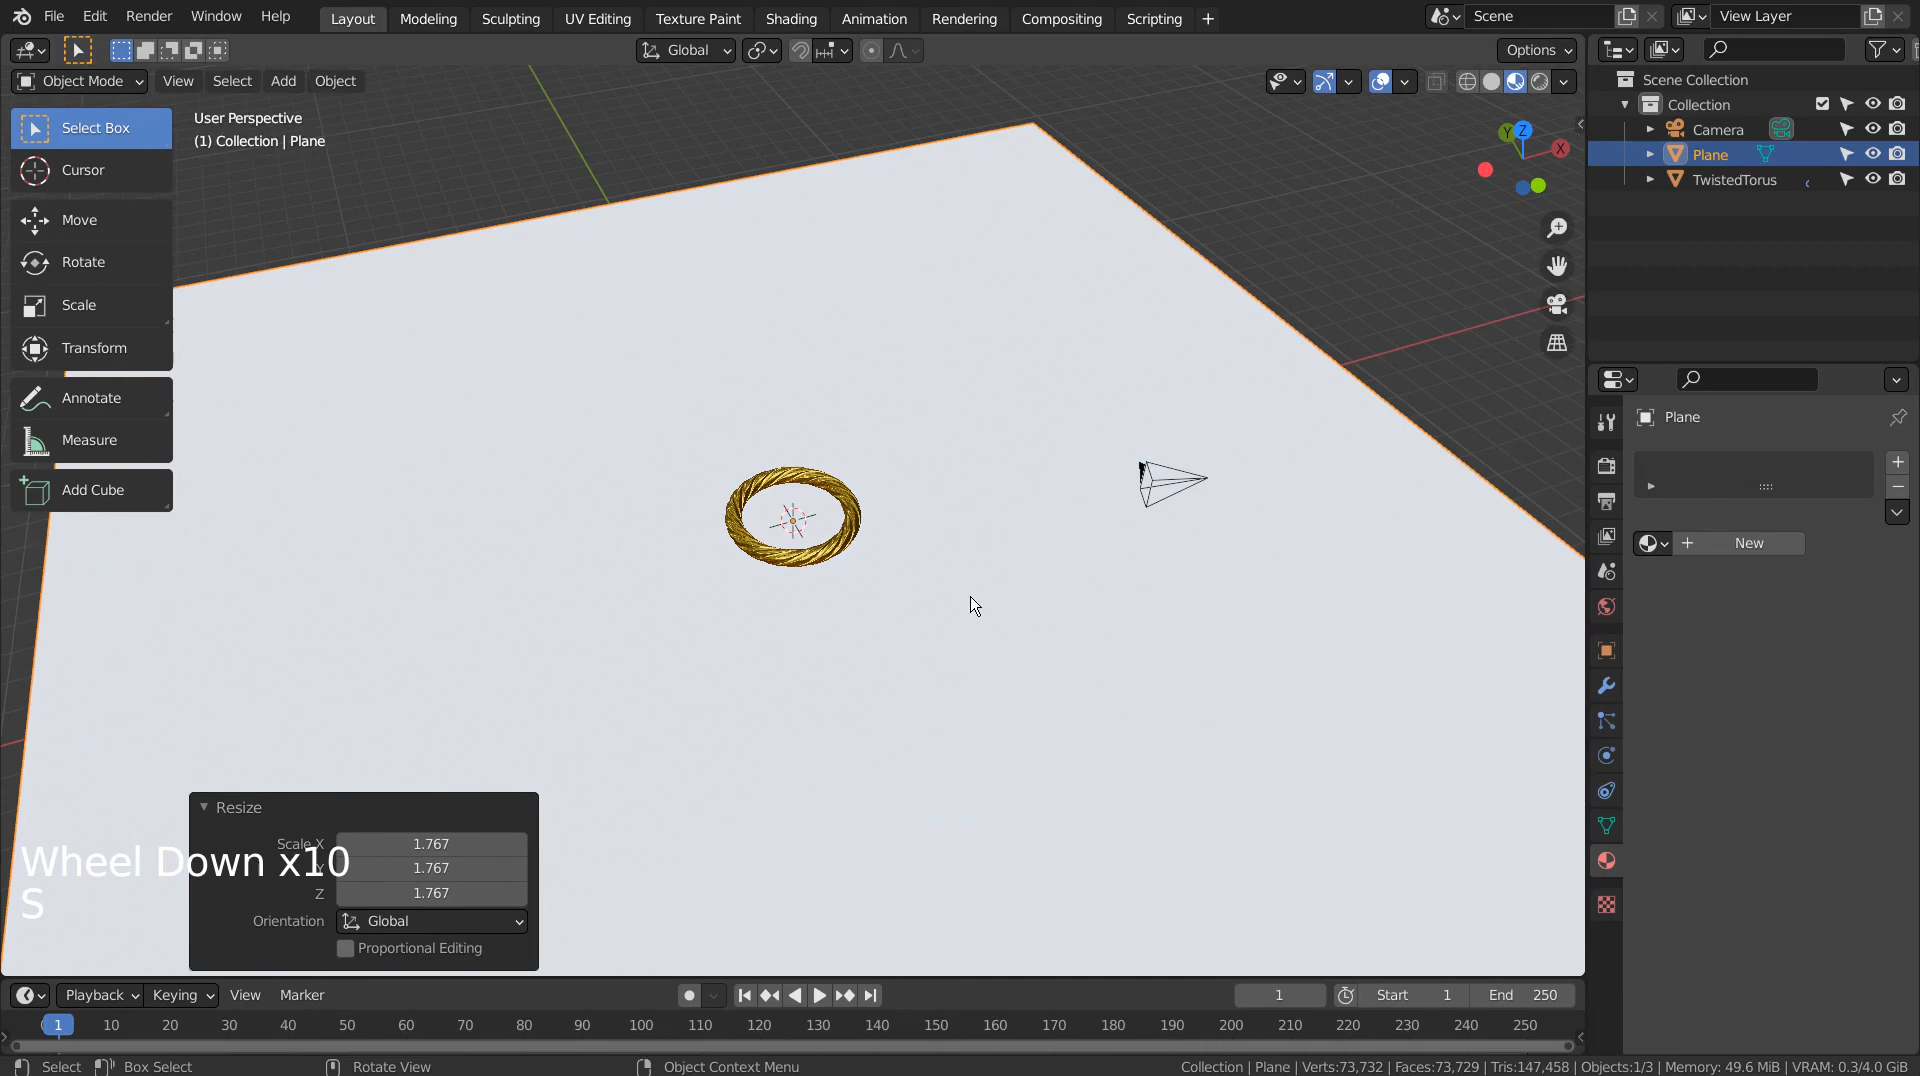 File Edit Render Window Help
Layout Modeling Sculpting UV Editing Texture Paint Shading Animation Rendering Compositing Scripting +
Scene
View Layer
Global
Options
Object Mode View Select Add Object
Select Box
Cursor
Move
Rotate
Scale
Transform
Annotate
Measure
Add Cube
User Perspective
(1) Collection | Plane
Y Z X
Scene Collection
Collection
Camera
Plane
TwistedTorus
Plane
New
Resize
Scale X 1.767
1.767
Z 1.767
Orientation Global
Proportional Editing
Wheel Down x10
S
Playback Keying View Marker
1
Start 1
End 250
1 10 20 30 40 50 60 70 80 90 100 110 120 130 140 150 160 170 180 190 200 210 220 230 240 250
Select Box Select Rotate View Object Context Menu
Collection | Plane | Verts:73,732 | Faces:73,729 | Tris:147,458 | Objects:1/3 | Memory: 49.6 MiB | VRAM: 0.3/4.0 GiB